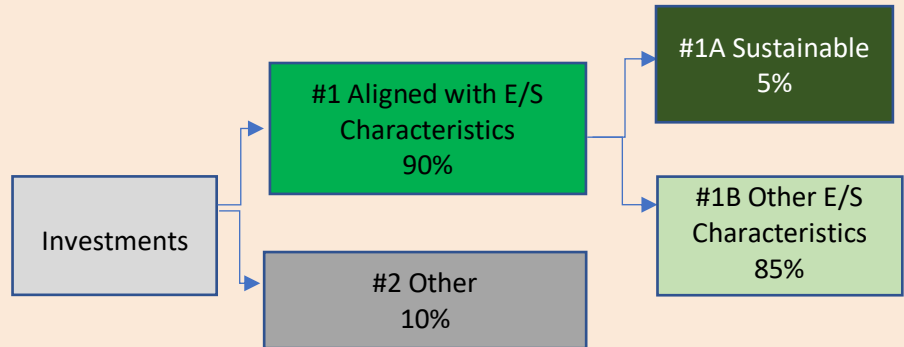 Investments
#1 Aligned with E/S
Characteristics
90%
#2 Other
10%
#1A Sustainable
5%
#1B Other E/S
Characteristics
85%